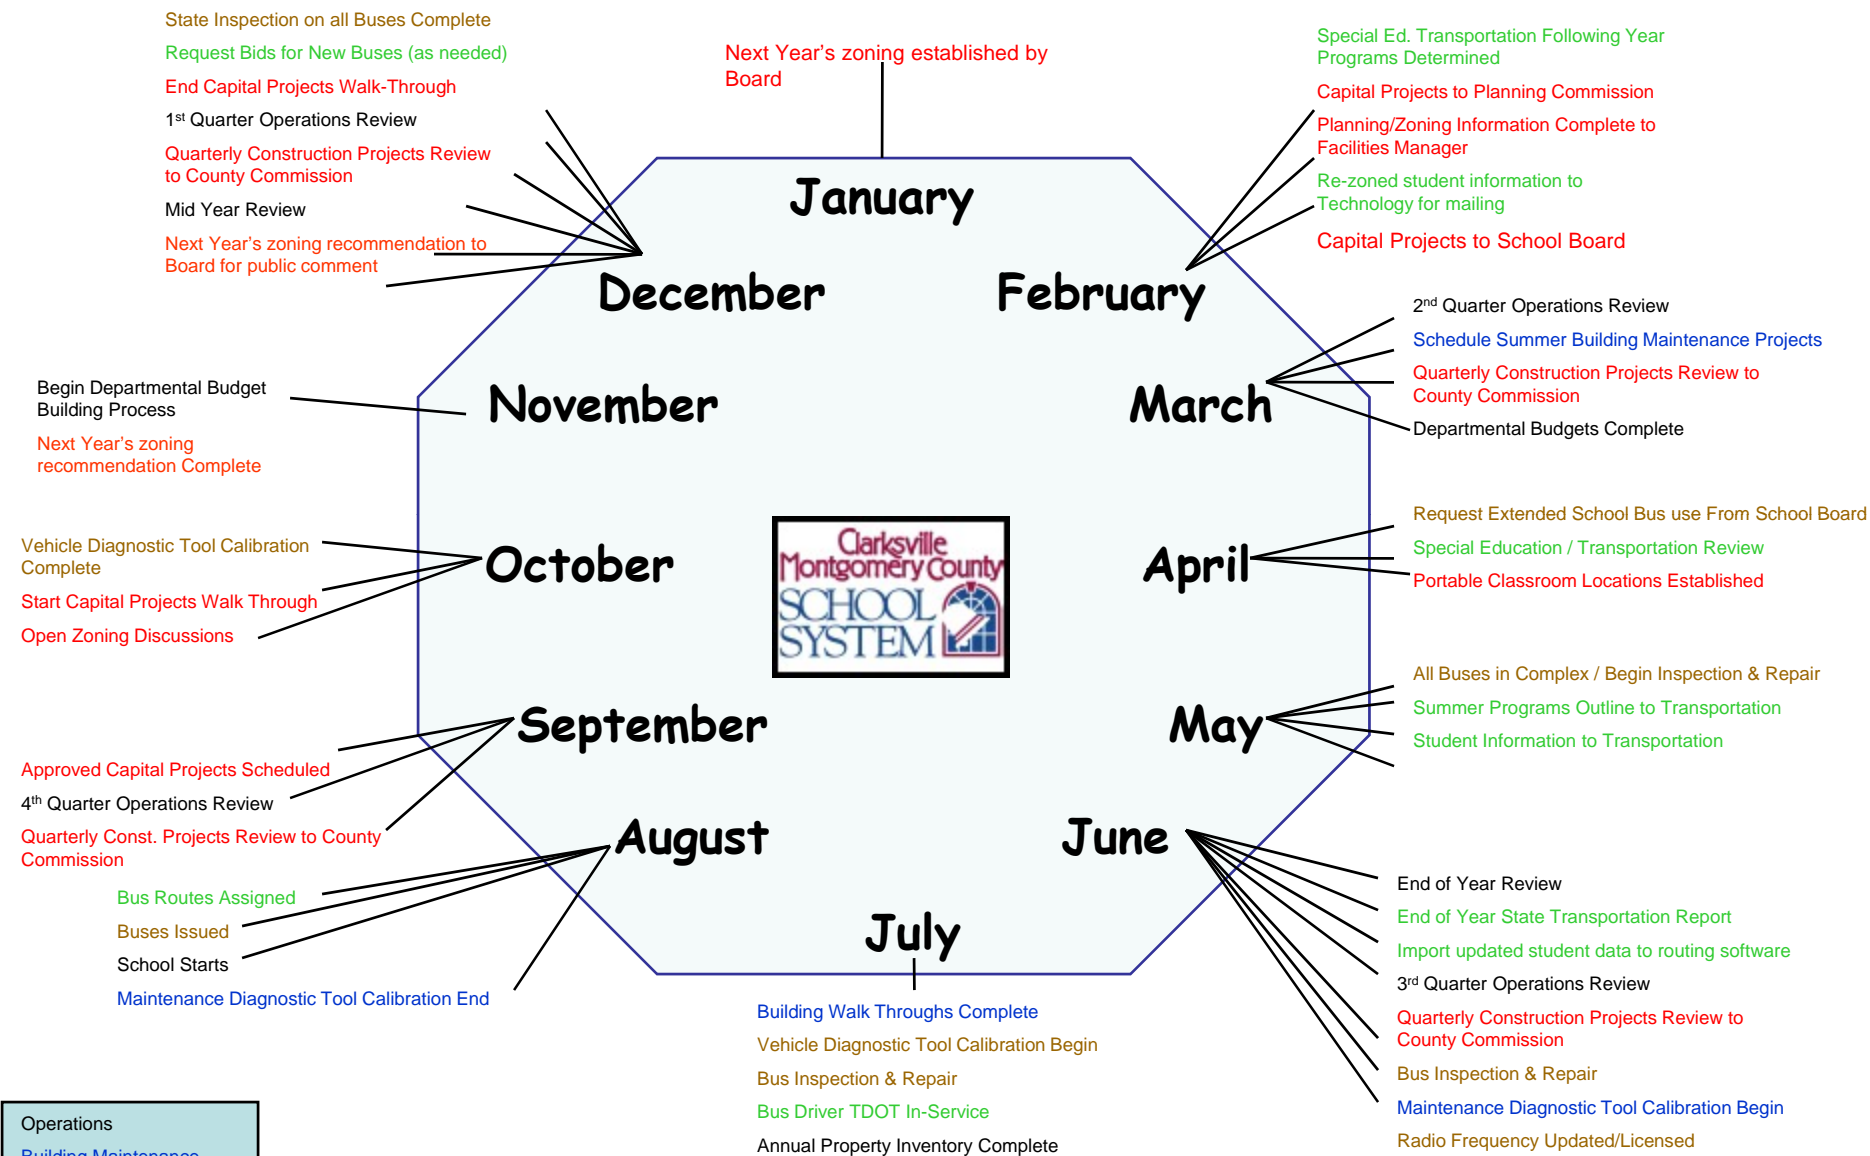 State Inspection on all Buses Complete
Request Bids for New Buses (as needed)
End Capital Projects Walk-Through
1st Quarter Operations Review
Quarterly Construction Projects Review
to County Commission
Mid Year Review
Next Year's zoning recommendation to
Board for public comment
Next Year's zoning established by
Board
Special Ed. Transportation Following Year
Programs Determined
Capital Projects to Planning Commission
Planning/Zoning Information Complete to
Facilities Manager
Re-zoned student information to
Technology for mailing
Capital Projects to School Board
January
December
February
2nd Quarter Operations Review
Schedule Summer Building Maintenance Projects
Quarterly Construction Projects Review to
County Commission
Departmental Budgets Complete
Begin Departmental Budget
Building Process
Next Year's zoning
recommendation Complete
November
March
Vehicle Diagnostic Tool Calibration
Complete
Start Capital Projects Walk Through
Open Zoning Discussions
October
Clarksville
Montgomery County
SCHOOL
SYSTEM
April
Request Extended School Bus use From School Board
Special Education / Transportation Review
Portable Classroom Locations Established
September
May
All Buses in Complex / Begin Inspection & Repair
Summer Programs Outline to Transportation
Student Information to Transportation
Approved Capital Projects Scheduled
4th Quarter Operations Review
Quarterly Const. Projects Review to County
Commission
August
June
Bus Routes Assigned
Buses Issued
School Starts
Maintenance Diagnostic Tool Calibration End
July
Building Walk Throughs Complete
Vehicle Diagnostic Tool Calibration Begin
Bus Inspection & Repair
Bus Driver TDOT In-Service
Annual Property Inventory Complete
End of Year Review
End of Year State Transportation Report
Import updated student data to routing software
3rd Quarter Operations Review
Quarterly Construction Projects Review to
County Commission
Bus Inspection & Repair
Maintenance Diagnostic Tool Calibration Begin
Radio Frequency Updated/Licensed
Operations
Building Maintenance